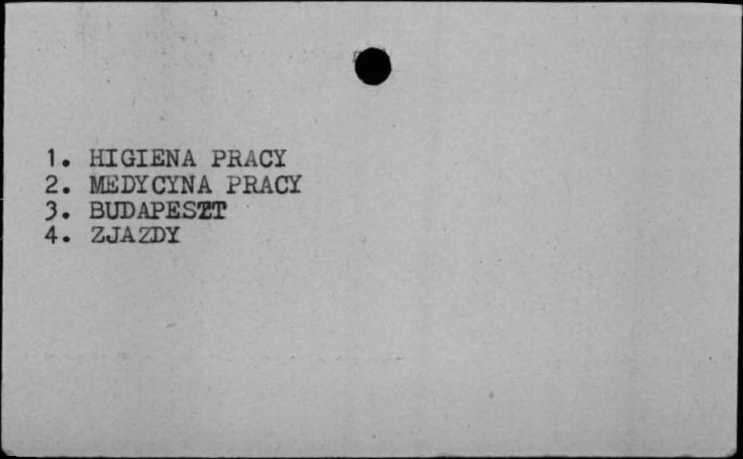 1. HIGIENA PRACY
2. MEDYCYNA PRACY
3. BUDAPESZT
4. ZJAZDY